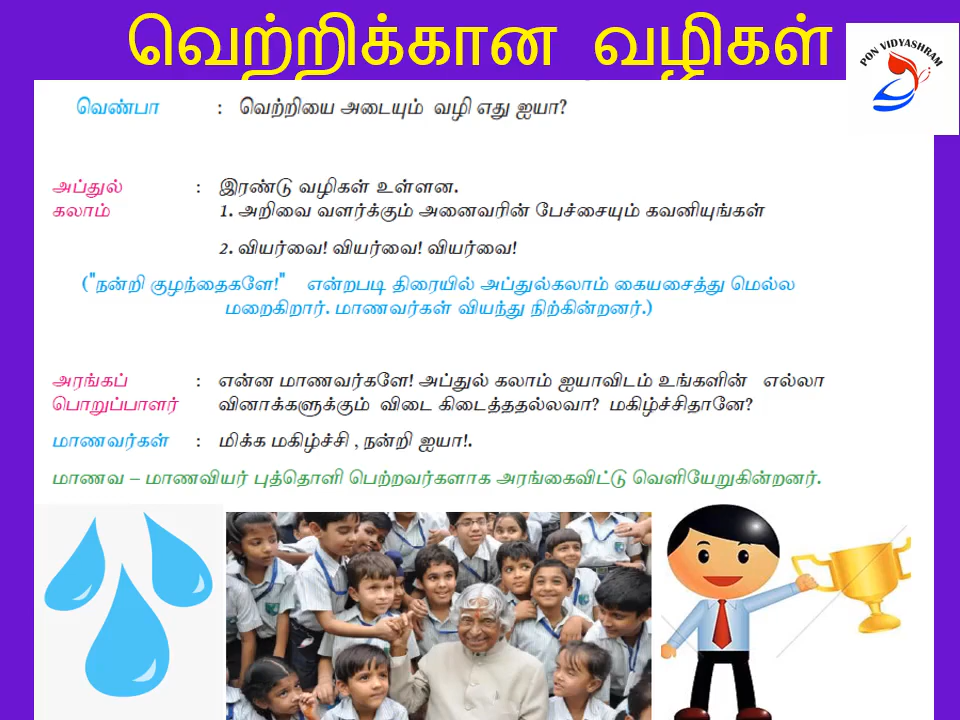 வெற்றிக்கான வழிகள்
PON VIDYASHRAM
வெண்பா : வெற்றியை அடையும் வழி எது ஐயா?
அப்துல் : இரண்டு வழிகள் உள்ளன.
கலாம் 1. அறிவை வளர்க்கும் அனைவரின் பேச்சையும் கவனியுங்கள்
2. வியர்வை! வியர்வை! வியர்வை!
("நன்றி குழந்தைகளே!" என்றபடி திரையில் அப்துல்கலாம் கையசைத்து மெல்ல
மறைகிறார். மாணவர்கள் வியந்து நிற்கின்றனர்.)
அரங்கப் : என்ன மாணவர்களே! அப்துல் கலாம் ஐயாவிடம் உங்களின் எல்லா
பொறுப்பாளர் வினாக்களுக்கும் விடை கிடைத்ததல்லவா? மகிழ்ச்சிதானே?
மாணவர்கள் : மிக்க மகிழ்ச்சி , நன்றி ஐயா!.
மாணவ – மாணவியர் புத்தொளி பெற்றவர்களாக அரங்கைவிட்டு வெளியேறுகின்றனர்.